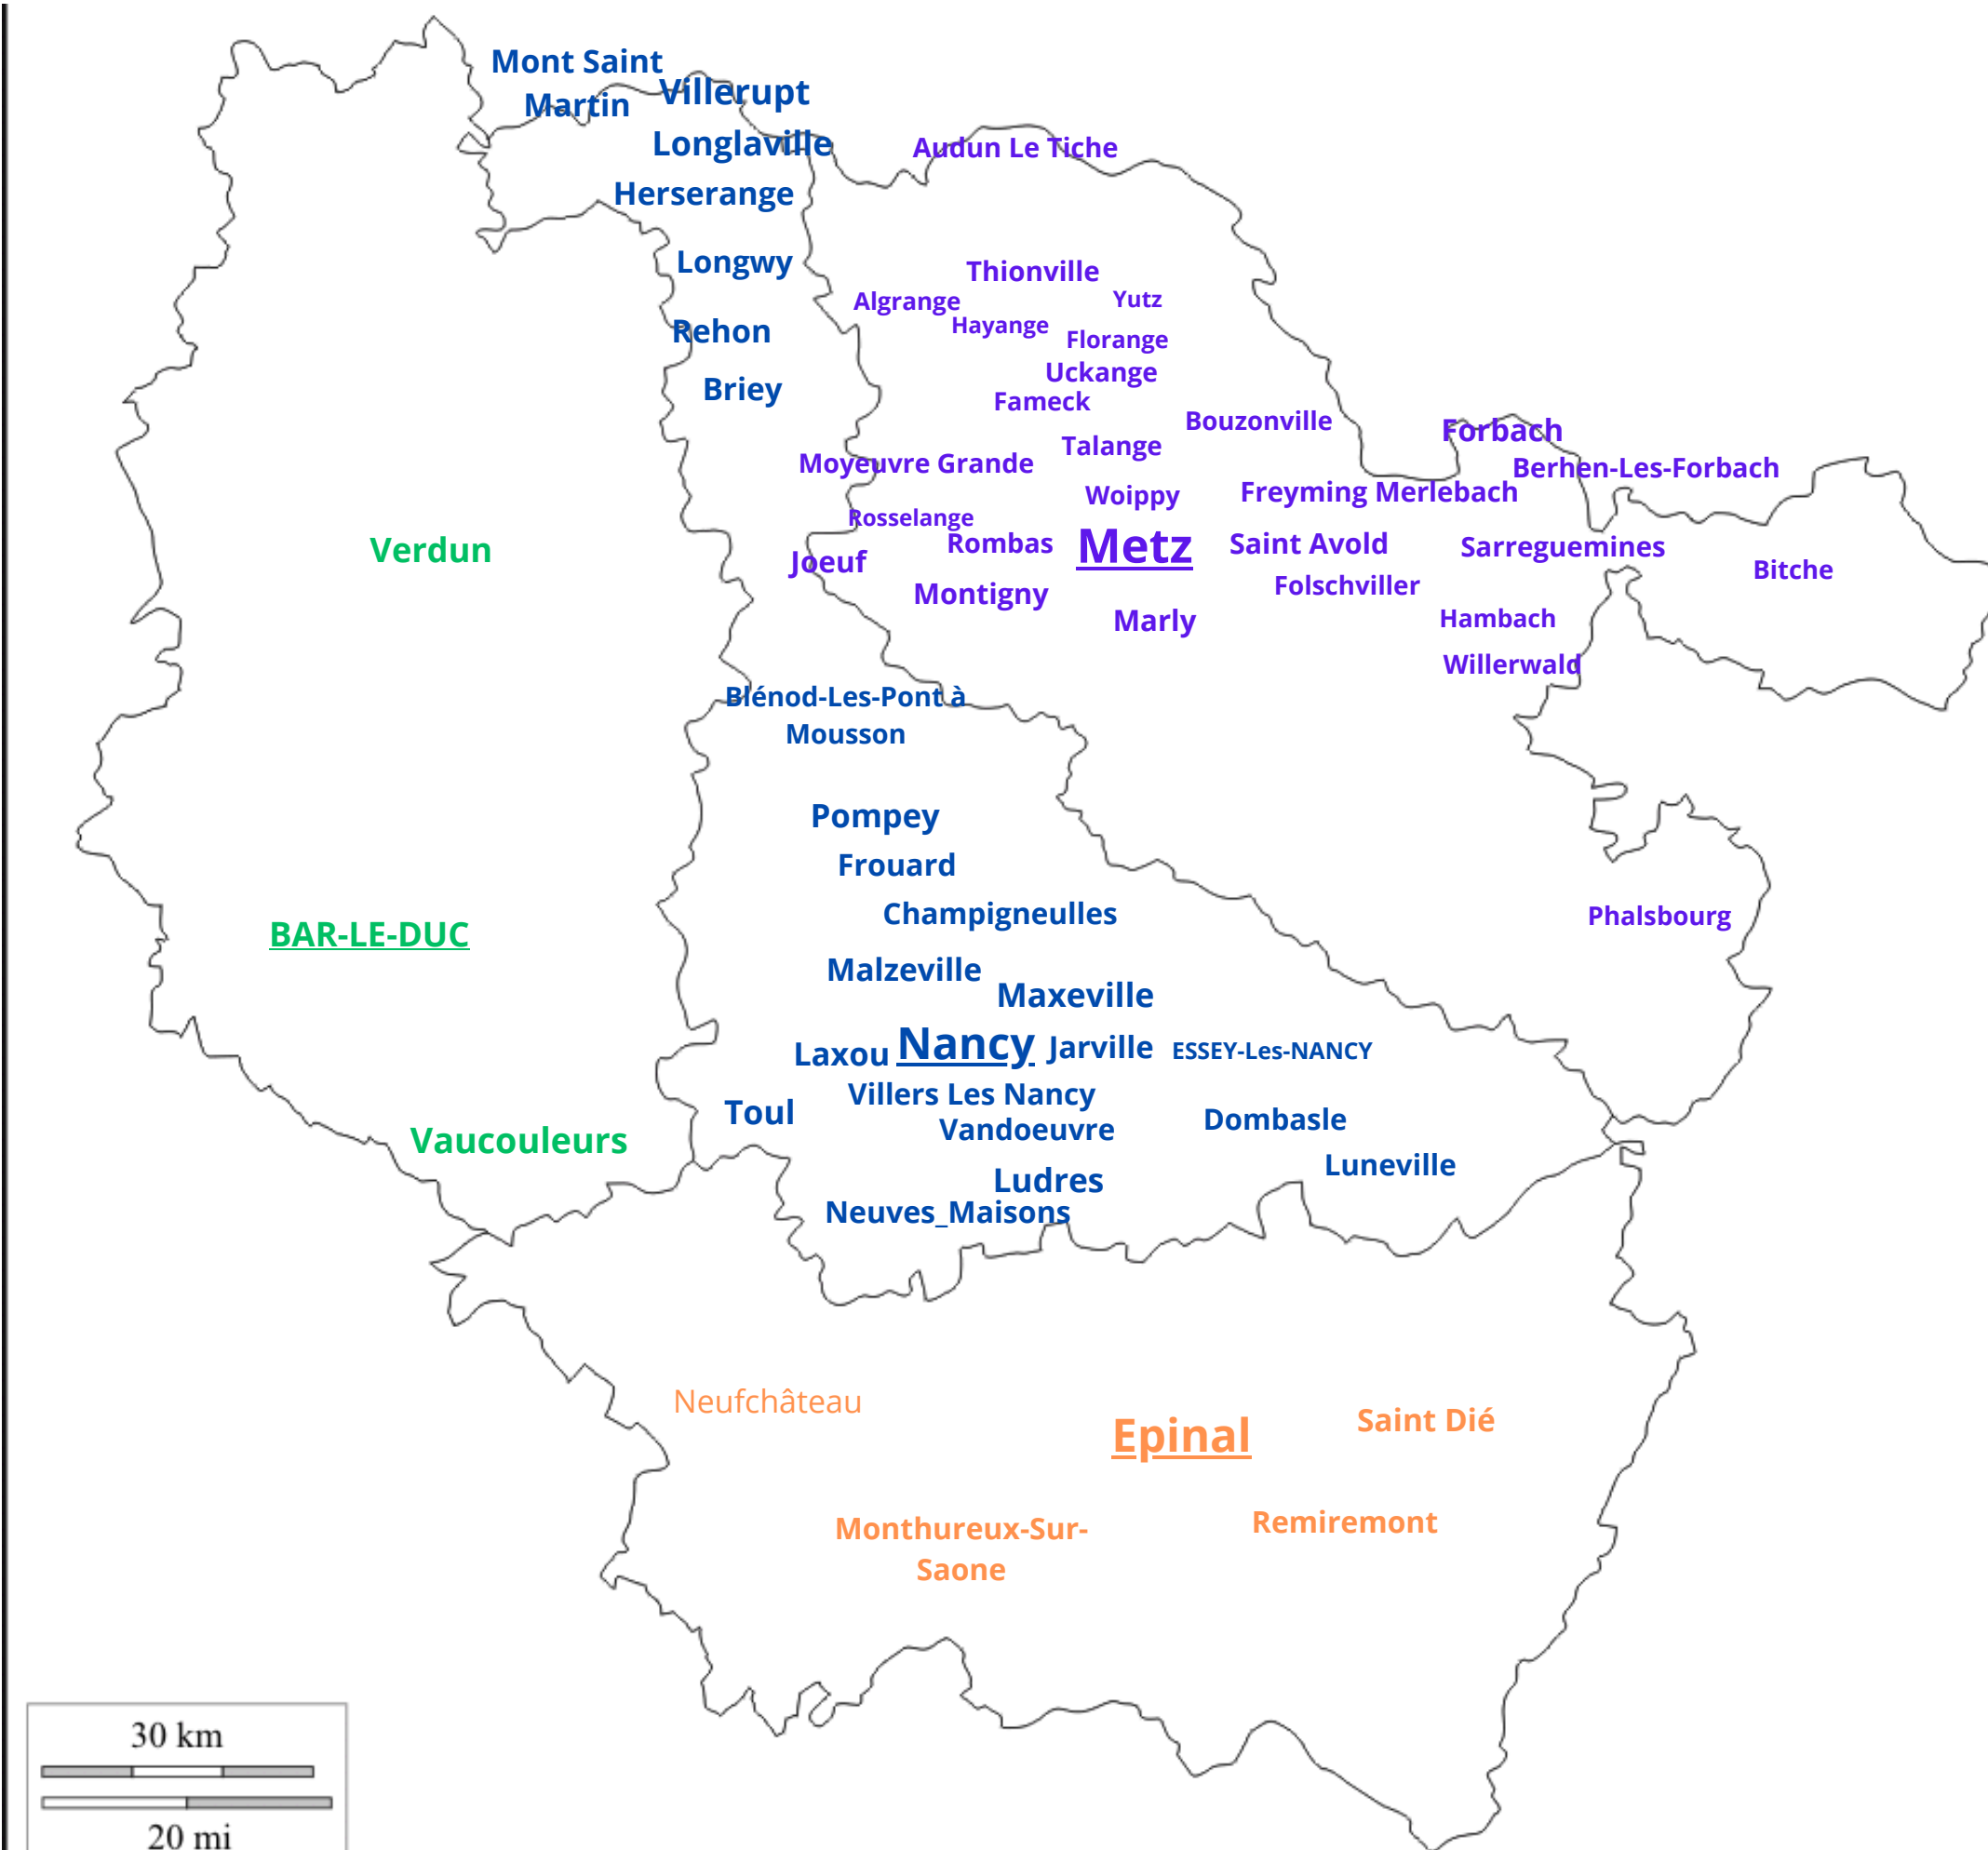 Mont Saint
Martin
Villerupt
Longlaville
Audun Le Tiche
Herserange
Longwy
Thionville
Algrange
Yutz
Hayange
Rehon
Florange
Uckange
Briey
Fameck
Bouzonville
Forbach
Talange
Moyeuvre Grande
Berhen-Les-Forbach
Woippy
Freyming Merlebach
Rosselange
Verdun
Joeuf
Rombas
Metz
Saint Avold
Sarreguemines
Bitche
Folschviller
Montigny
Marly
Hambach
Willerwald
Blénod-Les-Pont à
Mousson
Pompey
Frouard
Champigneulles
Phalsbourg
BAR-LE-DUC
Malzeville
Maxeville
Laxou
Nancy
Jarville
ESSEY-Les-NANCY
Villers Les Nancy
Toul
Vandoeuvre
Dombasle
Vaucouleurs
Luneville
Ludres
Neuves_Maisons
Neufchâteau
Epinal
Saint Dié
Monthureux-Sur-
Saone
Remiremont
30 km
20 mi